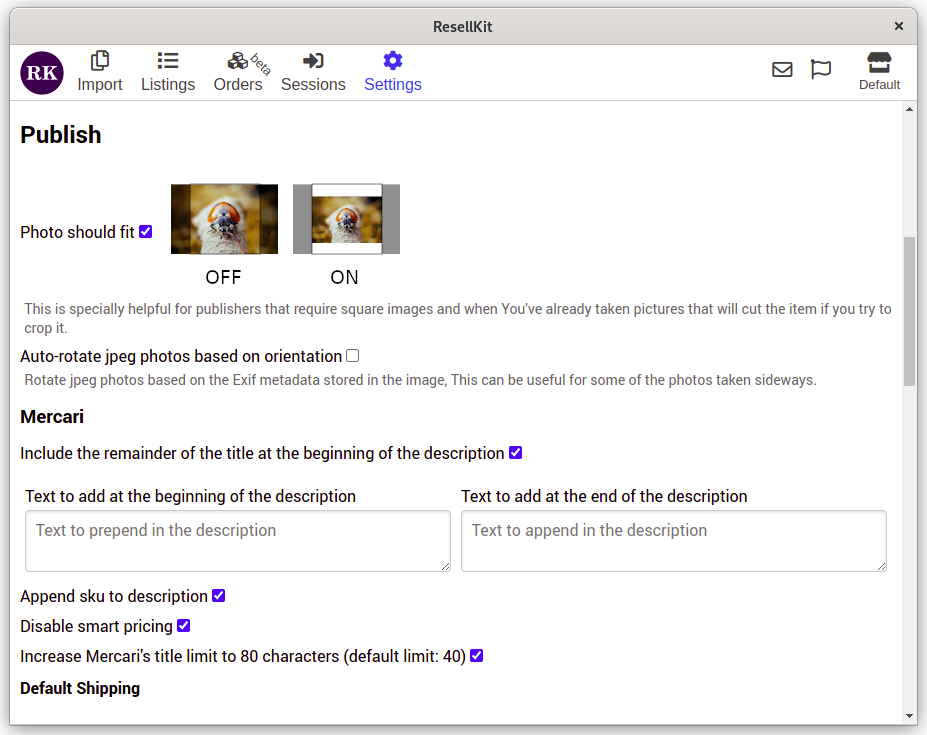 ResellKit
RK
Import
Listings
Orders
beta
Sessions
Settings
Default
Publish
Photo should fit
OFF
ON
This is specially helpful for publishers that require square images and when You've already taken pictures that will cut the item if you try to
crop it.
Auto-rotate jpeg photos based on orientation
Rotate jpeg photos based on the Exif metadata stored in the image, This can be useful for some of the photos taken sideways.
Mercari
Include the remainder of the title at the beginning of the description
Text to add at the beginning of the description
Text to add at the end of the description
Text to prepend in the description
Text to append in the description
Append sku to description
Disable smart pricing
Increase Mercari's title limit to 80 characters (default limit: 40)
Default Shipping